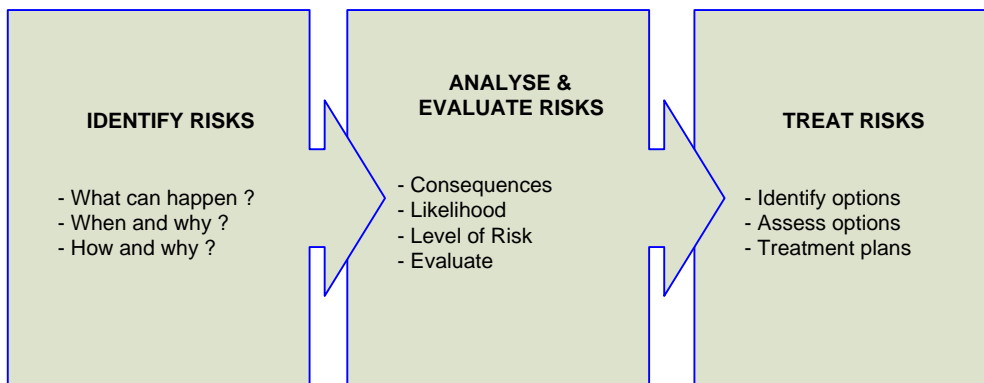 IDENTIFY RISKS
- What can happen ?
- When and why ?
- How and why ?
ANALYSE &
EVALUATE RISKS
- Consequences
- Likelihood
- Level of Risk
- Evaluate
TREAT RISKS
- Identify options
- Assess options
- Treatment plans